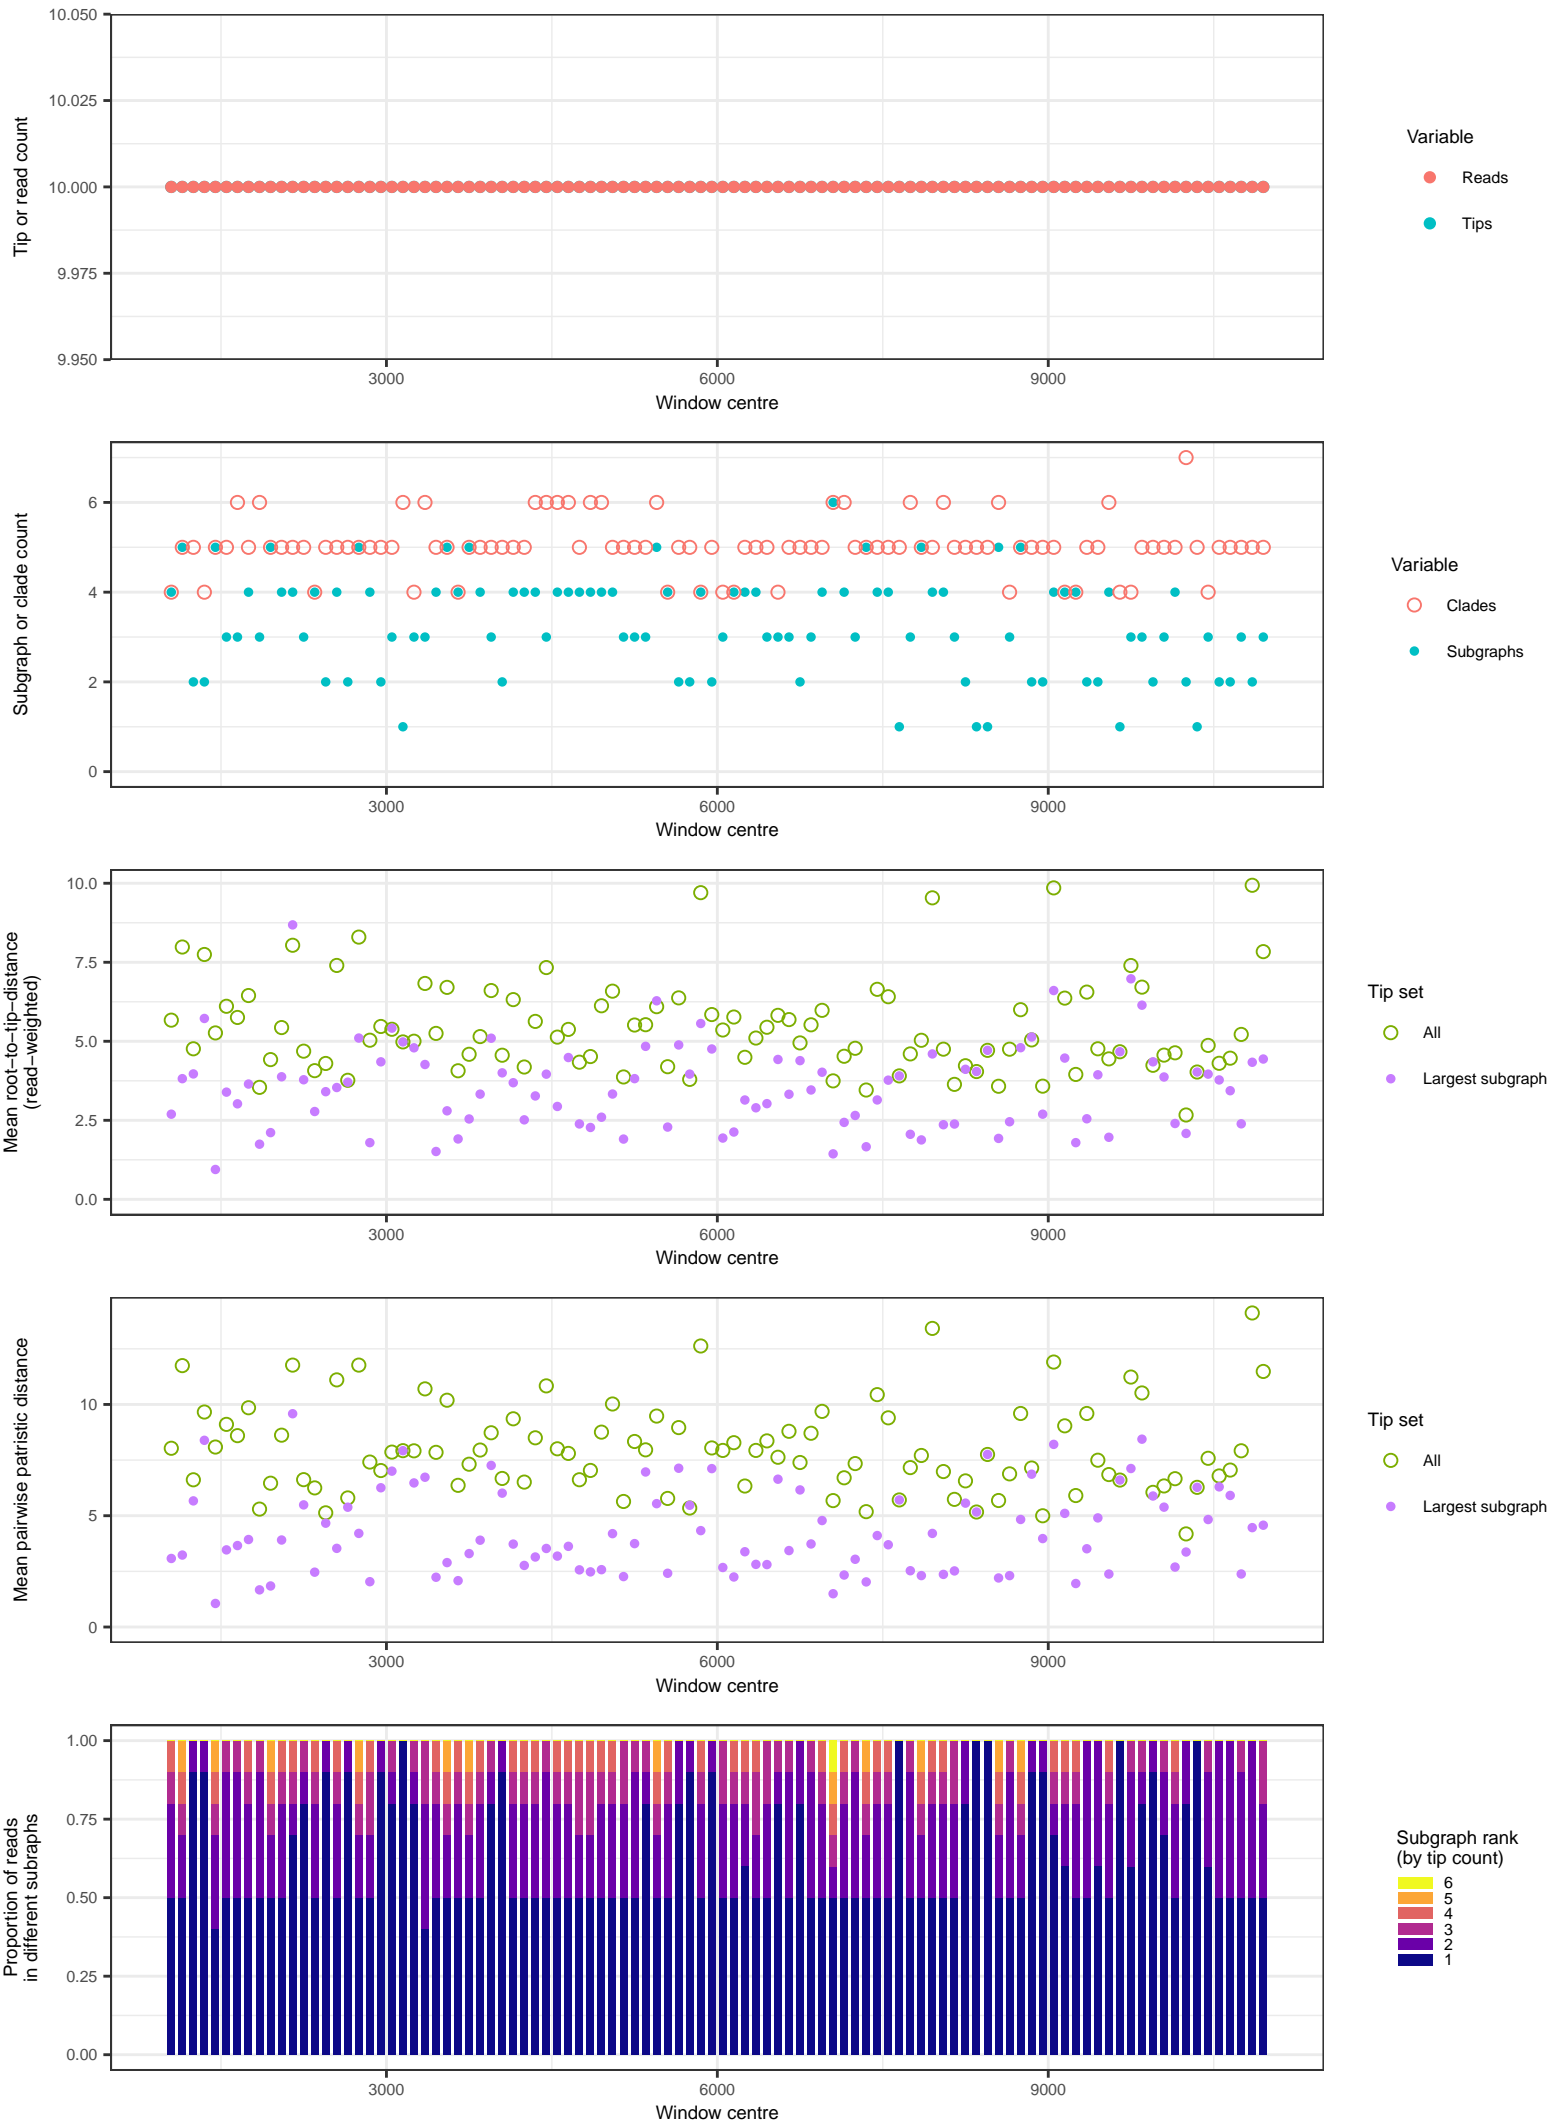 10.050
10.025
10.000
9.975
9.950
Tip or read count
3000
6000
9000
Window centre
Variable
Reads
Tips
6
4
2
0
Subgraph or clade count
3000
6000
9000
Window centre
Variable
Clades
Subgraphs
10.0
7.5
5.0
2.5
0.0
Mean root−to−tip−distance
(read−weighted)
3000
6000
9000
Window centre
Tip set
All
Largest subgraph
10
5
0
Mean pairwise patristic distance
3000
6000
9000
Window centre
Tip set
All
Largest subgraph
1.00
0.75
0.50
0.25
0.00
Proportion of reads
in different subraphs
3000
6000
9000
Window centre
Subgraph rank
(by tip count)
6
5
4
3
2
1